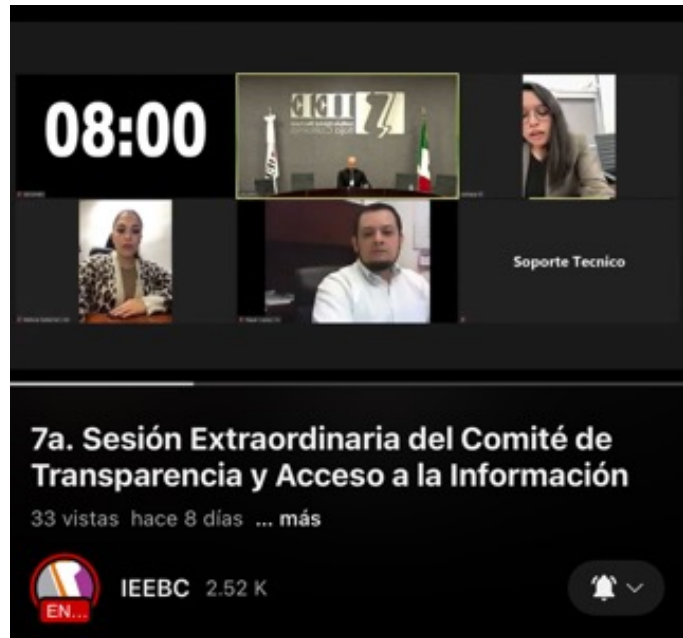 08:00
Soporte Tecnico
7a. Sesión Extraordinaria del Comité de
Transparencia y Acceso a la Información
33 vistas hace 8 días ... más
IEEBC 2.52 K
EN...